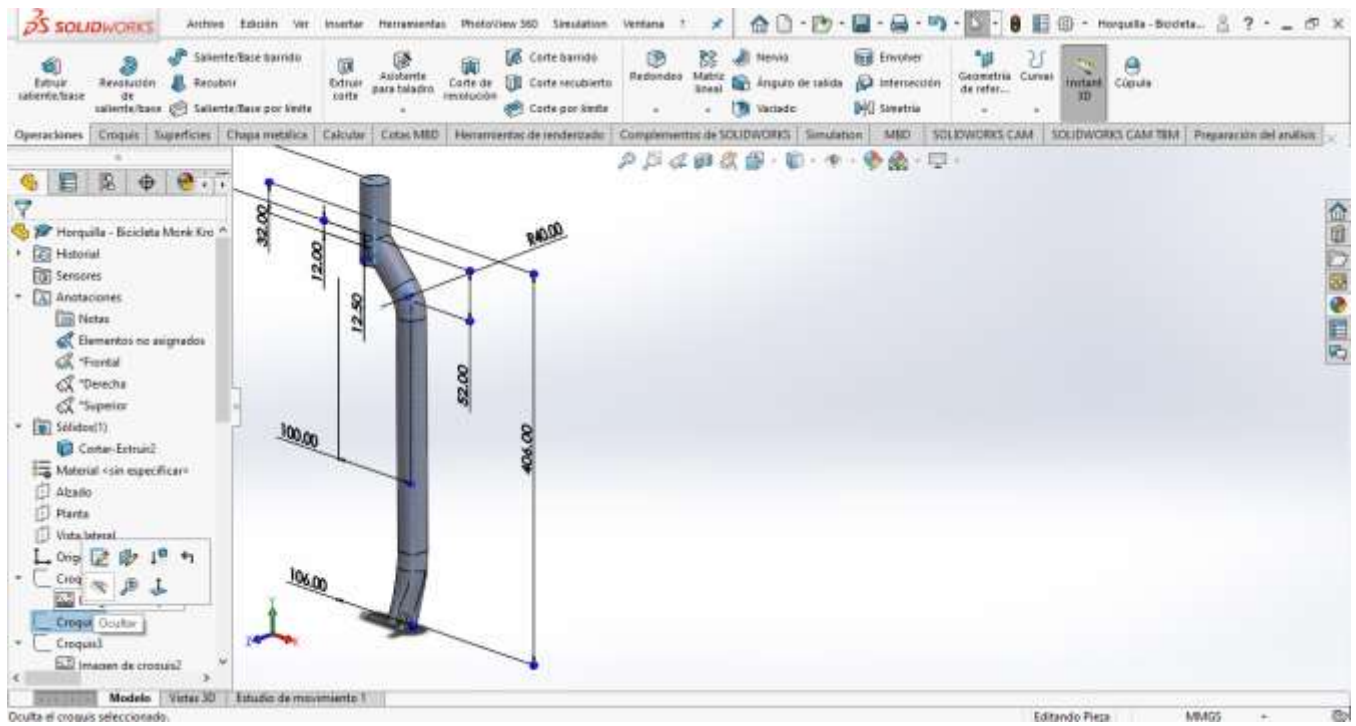 SOLIDWORKS Archivo Edición Ver Insertar Herramientas PhotoView 360 Simulation Ventana ? Horquilla - Bicicleta...
Extruir saliente/base
Revolución de saliente/base
Saliente/Base barrido
Recubrir
Saliente/Base por límite
Extruir corte
Asistente para taladro
Corte de revolución
Corte barrido
Corte recubierto
Corte por límite
Redondeo
Matriz lineal
Nervio
Ángulo de salida
Vaciado
Envolver
Intersección
Simetría
Geometría de refer...
Curvas
Instant 3D
Cúpula
Operaciones Croquis Superficies Chapa metálica Calcular Cotas MBD Herramientas de renderizado Complementos de SOLIDWORKS Simulation MBD SOLIDWORKS CAM SOLIDWORKS CAM TBM Preparación del análisis
Horquilla - Bicicleta Monk Kro
Historial
Sensores
Anotaciones
Notas
Elementos no asignados
*Frontal
*Derecha
*Superior
Sólidos(1)
Cortar-Extruir2
Material <sin especificar>
Alzado
Planta
Vista lateral
Orig
Croq
Croqui
Ocultar
Croquis3
Imagen de croquis2
32.00
12.00
12.50
R40.00
52.00
100.00
406.00
106.00
Modelo Vistas 3D Estudio de movimiento 1
Oculta el croquis seleccionado. Editando Pieza MMGS